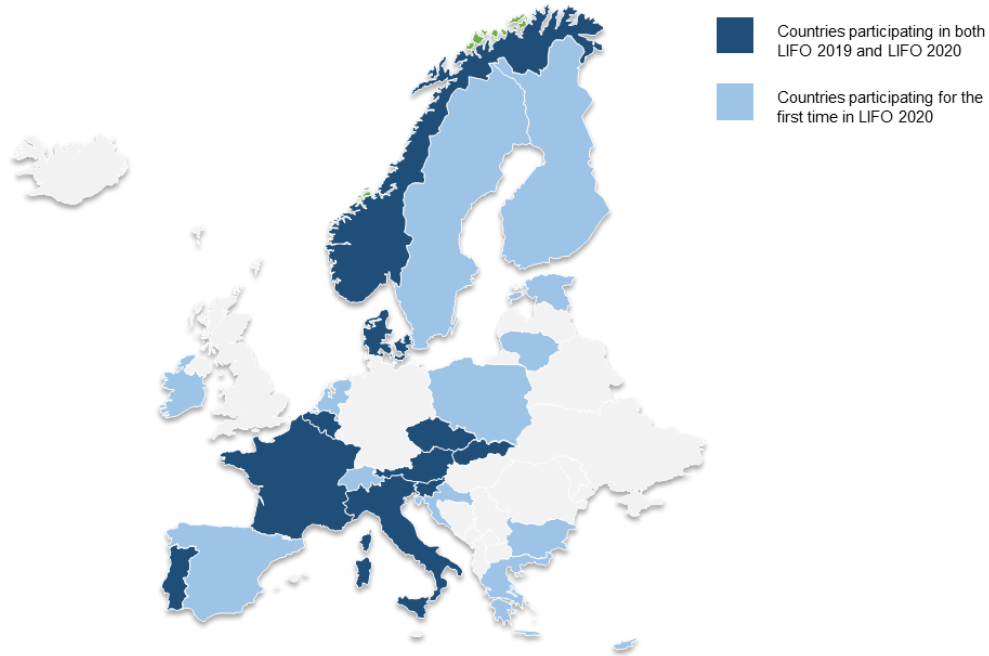 Countries participating in both
LIFO 2019 and LIFO 2020
Countries participating for the
first time in LIFO 2020